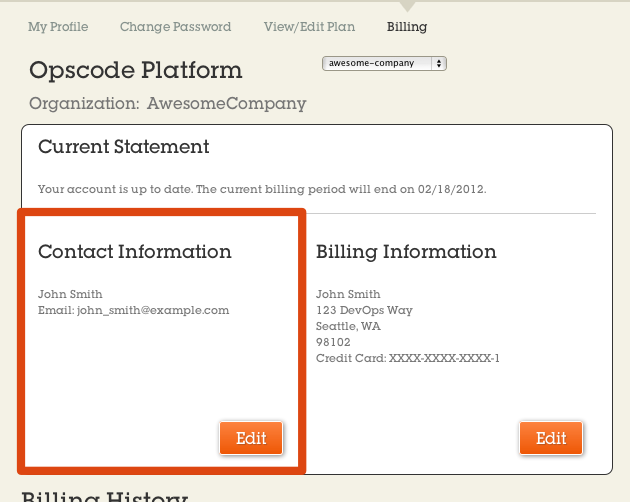 My Profile Change Password View/Edit Plan Billing
Opscode Platform awesome-company
Organization: AwesomeCompany
Current Statement
Your account is up to date. The current billing period will end on 02/18/2012.
Contact Information
John Smith
Email: john_smith@example.com
Edit
Billing Information
John Smith
123 DevOps Way
Seattle, WA
98102
Credit Card: XXXX-XXXX-XXXX-1
Edit
Billing History